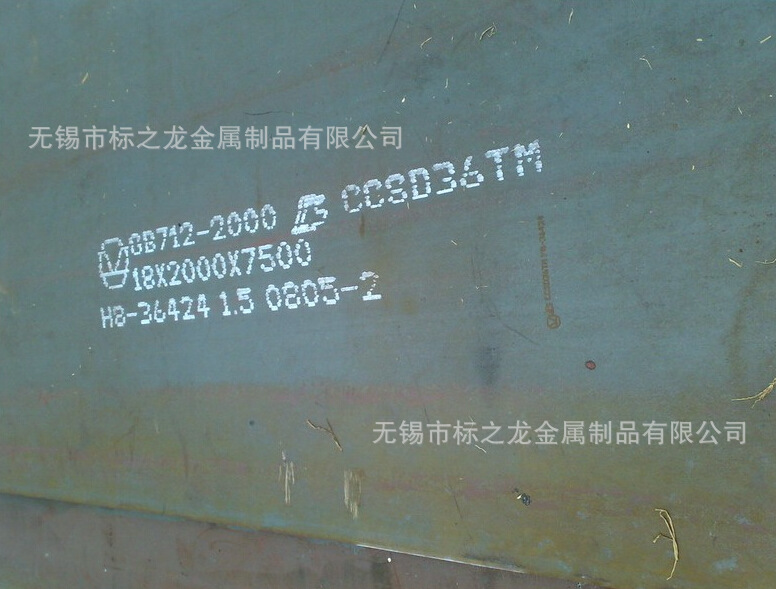 无锡市标之龙金属制品有限公司
GB712-2000 CCSD36TM
18X2000X7500
H8-36424 1.5 0805-2
无锡市标之龙金属制品有限公司